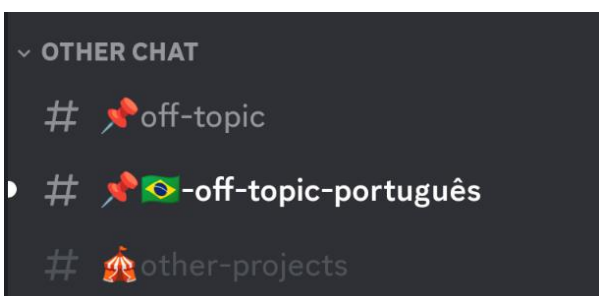 OTHER CHAT
# 📌off-topic
# 📌🇧🇷-off-topic-português
# 🎪other-projects